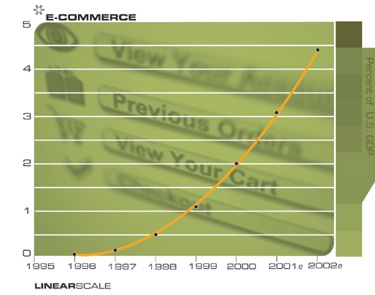 E-COMMERCE
5
4
3
2
1
0
View Your Account
Previous Orders
View Your Cart
Checkout
Percent of U.S. GDP
1995 1996 1997 1998 1999 2000 2001e 2002e
LINEARSCALE